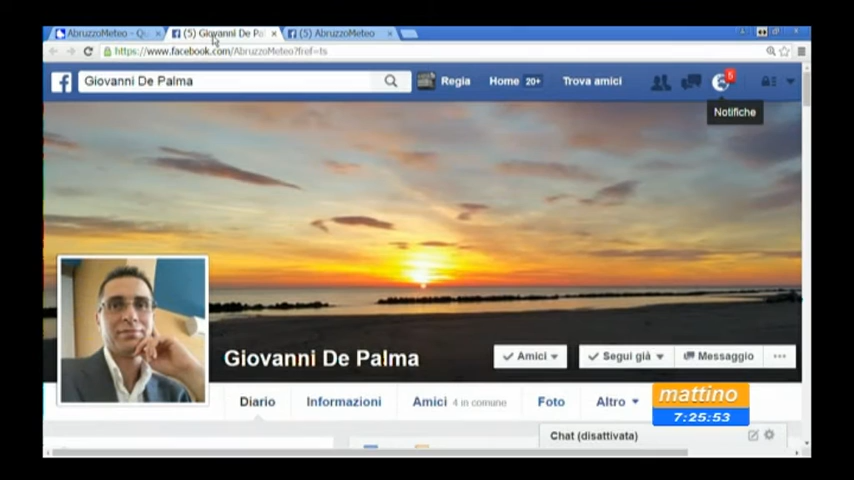 AbruzzoMeteo - Qu
(5) Giovanni De Pal
(5) AbruzzoMeteo
https://www.facebook.com/AbruzzoMeteo?fref=ts
Giovanni De Palma
Regia
Home 20+
Trova amici
5
Notifiche
Giovanni De Palma
Amici
Segui già
Messaggio
Diario
Informazioni
Amici 4 in comune
Foto
Altro
mattino
7:25:53
Chat (disattivata)